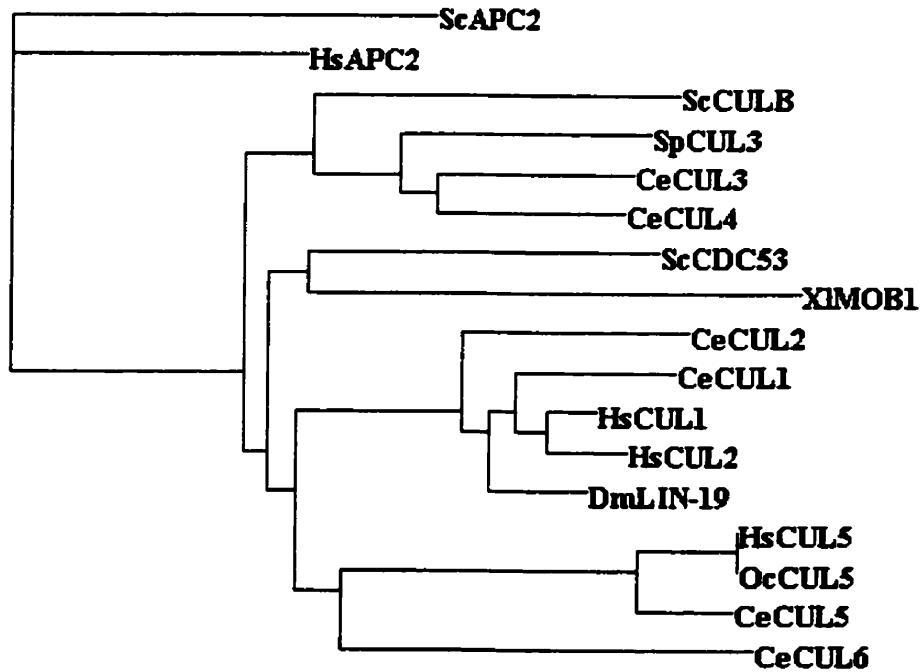 ScAPC2
HsAPC2
ScCULB
SpCUL3
CeCUL3
CeCUL4
ScCDC53
XlMOB1
CeCUL2
CeCUL1
HsCUL1
HsCUL2
DmLIN-19
HsCUL5
OcCUL5
CeCUL5
CeCUL6